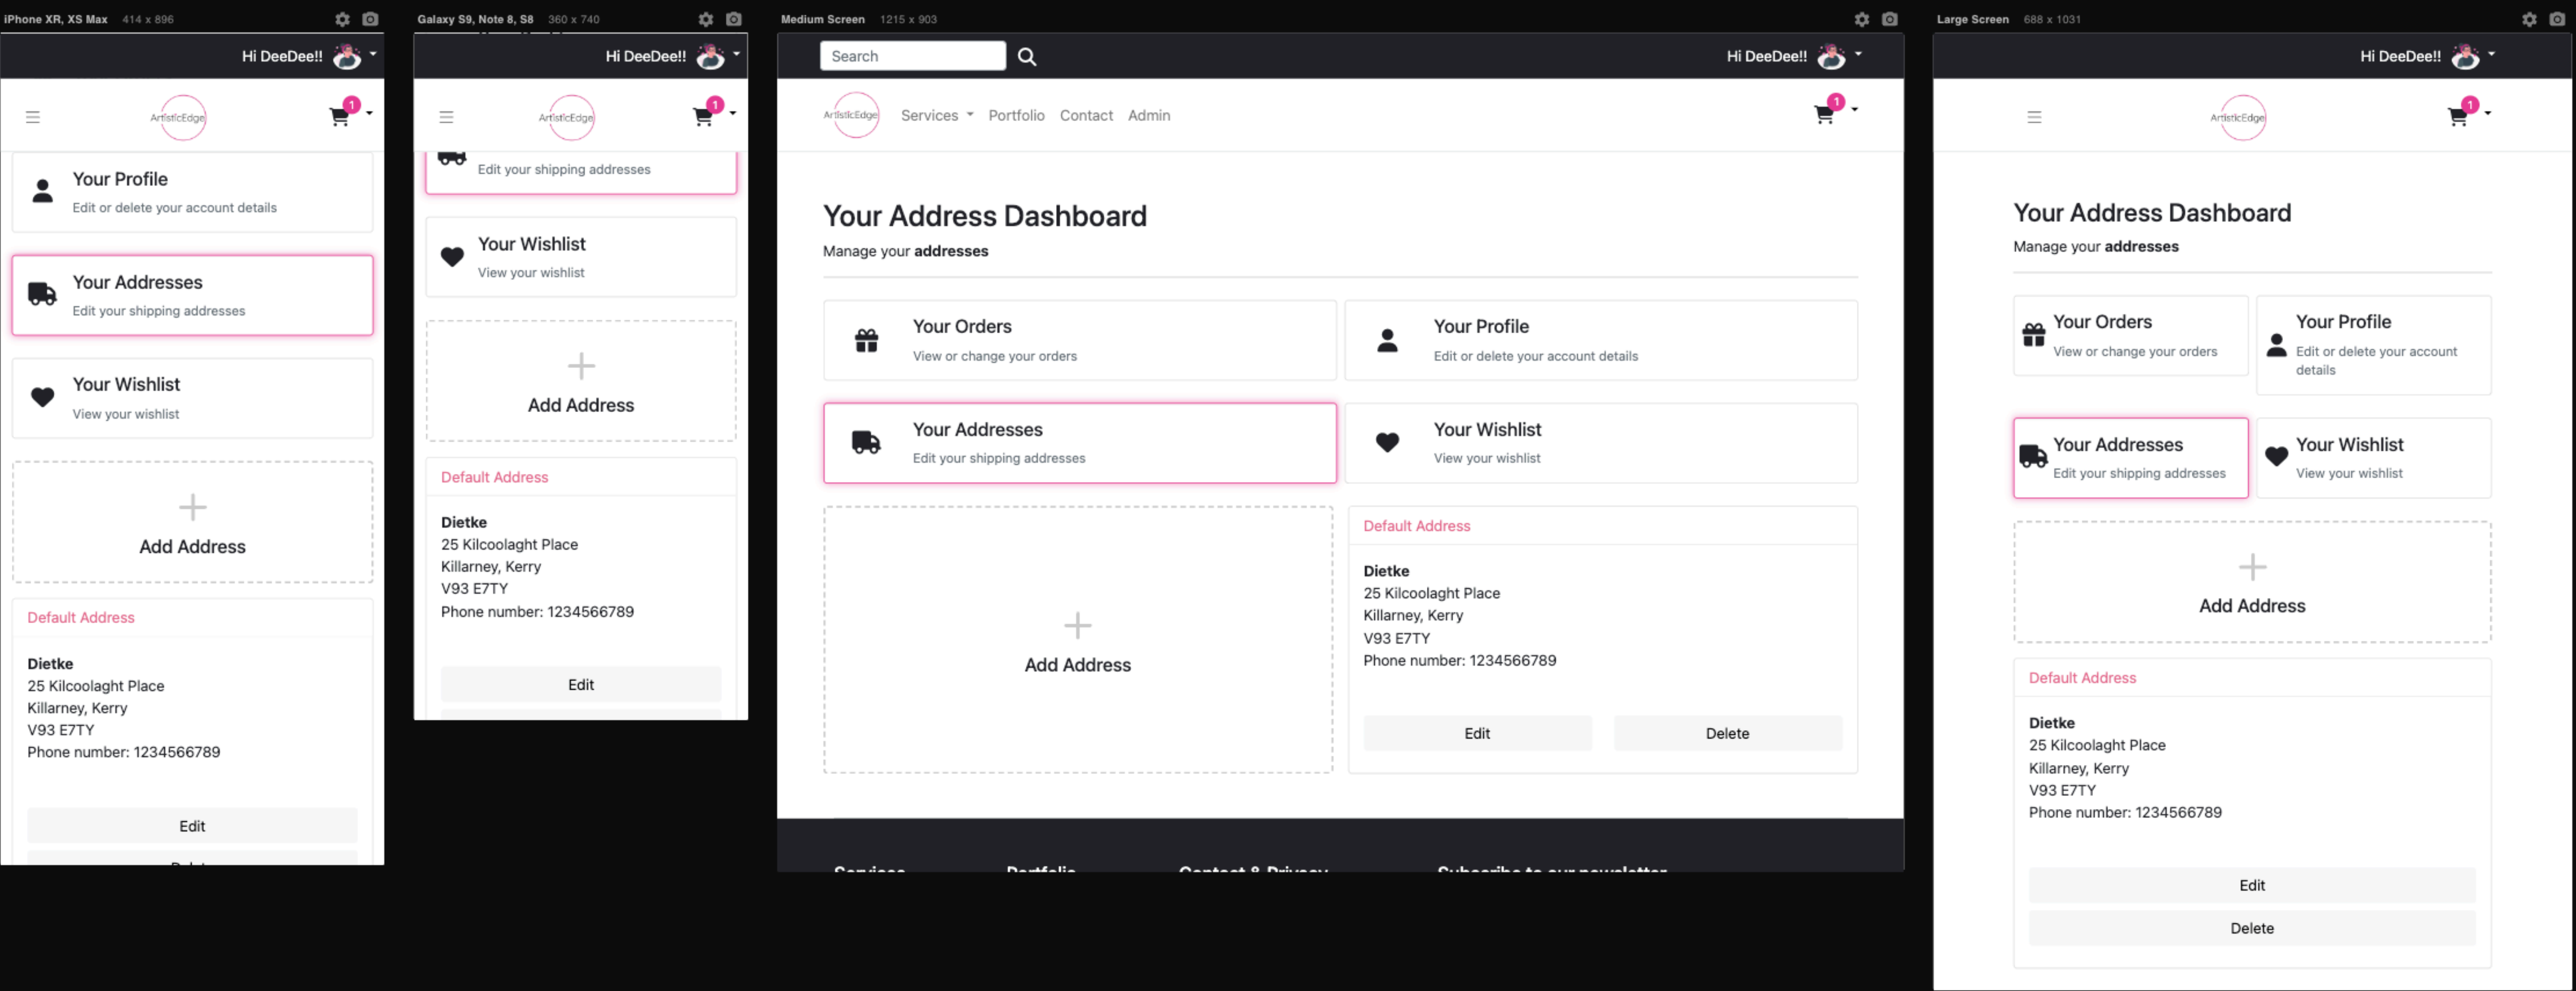 iPhone XR, XS Max 414 x 896
Hi DeeDee!!
ArtisticEdge
1
Your Profile
Edit or delete your account details
Your Addresses
Edit your shipping addresses
Your Wishlist
View your wishlist
Add Address
Default Address
Dietke
25 Kilcoolaght Place
Killarney, Kerry
V93 E7TY
Phone number: 1234566789
Edit
Galaxy S9, Note 8, S8 360 x 740
Hi DeeDee!!
ArtisticEdge
1
Edit your shipping addresses
Your Wishlist
View your wishlist
Add Address
Default Address
Dietke
25 Kilcoolaght Place
Killarney, Kerry
V93 E7TY
Phone number: 1234566789
Edit
Medium Screen 1215 x 903
Search
Hi DeeDee!!
ArtisticEdge
Services Portfolio Contact Admin
1
Your Address Dashboard
Manage your addresses
Your Orders
View or change your orders
Your Profile
Edit or delete your account details
Your Addresses
Edit your shipping addresses
Your Wishlist
View your wishlist
Add Address
Default Address
Dietke
25 Kilcoolaght Place
Killarney, Kerry
V93 E7TY
Phone number: 1234566789
Edit Delete
Services Portfolio Contact & Privacy Subscribe to our newsletter
Large Screen 688 x 1031
Hi DeeDee!!
ArtisticEdge
1
Your Address Dashboard
Manage your addresses
Your Orders
View or change your orders
Your Profile
Edit or delete your account
details
Your Addresses
Edit your shipping addresses
Your Wishlist
View your wishlist
Add Address
Default Address
Dietke
25 Kilcoolaght Place
Killarney, Kerry
V93 E7TY
Phone number: 1234566789
Edit
Delete